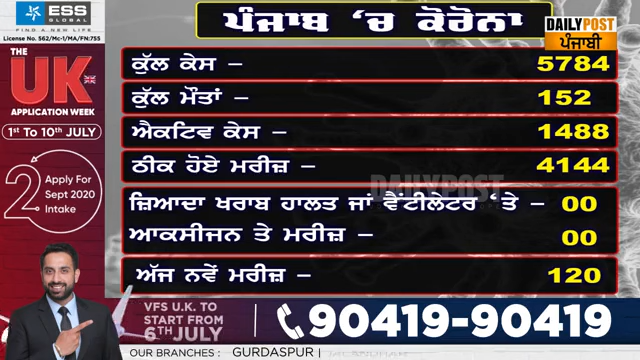 ESS
GLOBAL
FIND A NEW LIFE
License No. 562/Mc-1/MA/FN:755
ਪੰਜਾਬ ‘ਚ ਕੋਰੋਨਾ
DAILYPOST
ਪੰਜਾਬੀ
THE
UK
APPLICATION WEEK
1st To 10th JULY
2
Apply For
Sept 2020
Intake
ਕੁੱਲ ਕੇਸ – 5784
ਕੁੱਲ ਮੌਤਾਂ – 152
ਐਕਟਿਵ ਕੇਸ – 1488
ਠੀਕ ਹੋਏ ਮਰੀਜ਼ – 4144
DAILYPOST
ਜ਼ਿਆਦਾ ਖਰਾਬ ਹਾਲਤ ਜਾਂ ਵੈਂਟੀਲੇਟਰ ‘ਤੇ – 00
ਆਕਸੀਜਨ ਤੇ ਮਰੀਜ਼ – 00
ਅੱਜ ਨਵੇਂ ਮਰੀਜ਼ – 120
VFS U.K. TO
START FROM
6TH JULY
90419-90419
OUR BRANCHES : GURDASPUR |